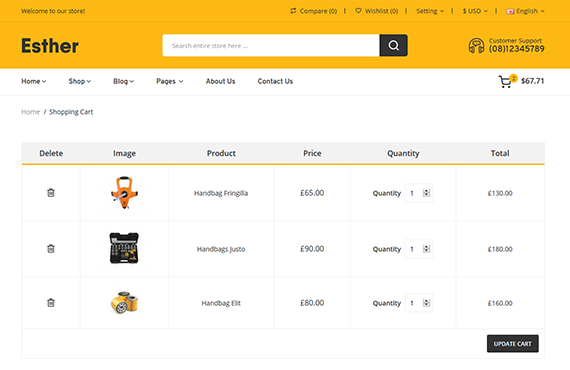 Welcome to our store!
Compare (0) | Wishlist (0) | Setting | $ USD | English
Esther
Search entire store here ...
Customer Support
(08)12345789
Home Shop Blog Pages About Us Contact Us
2 $67.71
Home / Shopping Cart
Delete Image Product Price Quantity Total
Handbag Fringilla £65.00 Quantity 1 £130.00
Handbags Justo £90.00 Quantity 1 £180.00
Handbag Elit £80.00 Quantity 1 £160.00
UPDATE CART